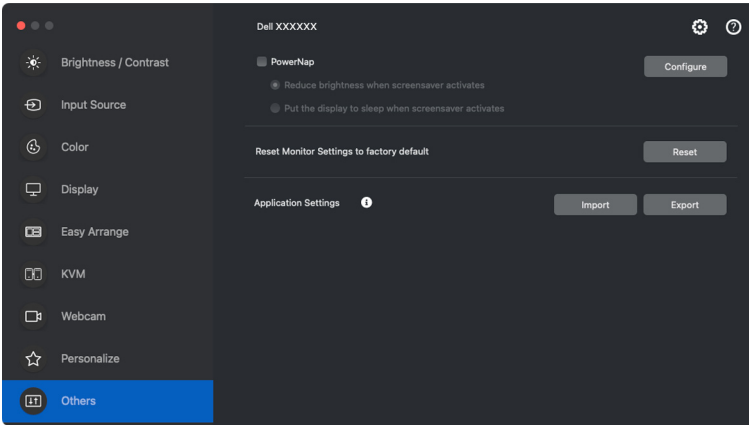 Dell XXXXXX
Brightness / Contrast
Input Source
Color
Display
Easy Arrange
KVM
Webcam
Personalize
Others
PowerNap
Configure
Reduce brightness when screensaver activates
Put the display to sleep when screensaver activates
Reset Monitor Settings to factory default
Reset
Application Settings
Import
Export